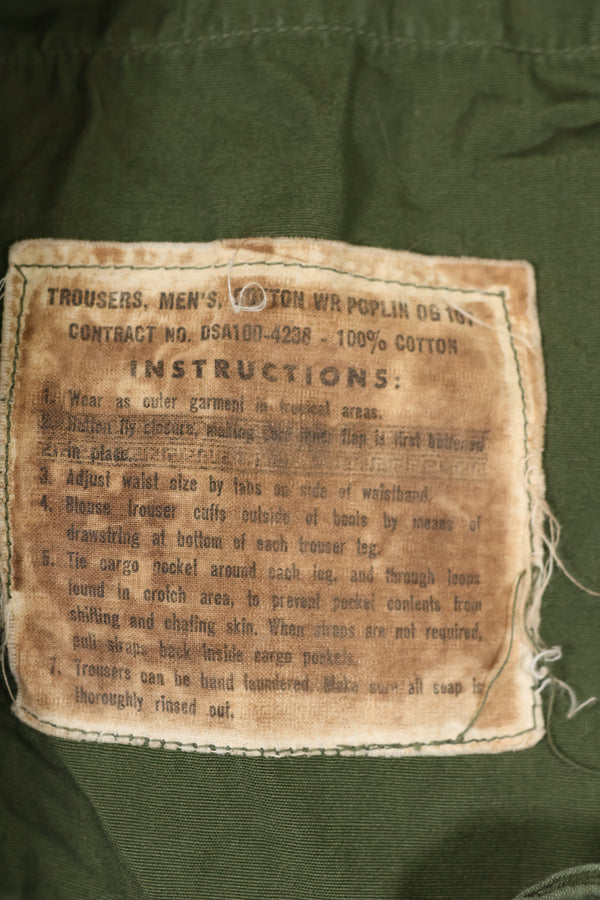 TROUSERS, MEN'S, COTTON WR POPLIN OG 107
CONTRACT NO. DSA100-4238 - 100% COTTON
INSTRUCTIONS:
1. Wear as outer garment in tropical areas.
2. Button fly closure, making sure inner flap is first buttoned
in place.
3. Adjust waist size by tabs on side of waistband.
4. Blouse trouser cuffs outside of boots by means of
drawstring at bottom of each trouser leg.
5. Tie cargo pocket around each leg, and through loops
found in crotch area, to prevent pocket contents from
shifting and chafing skin. When straps are not required,
pull straps back inside cargo pockets.
7. Trousers can be hand laundered. Make sure all soap is
thoroughly rinsed out.